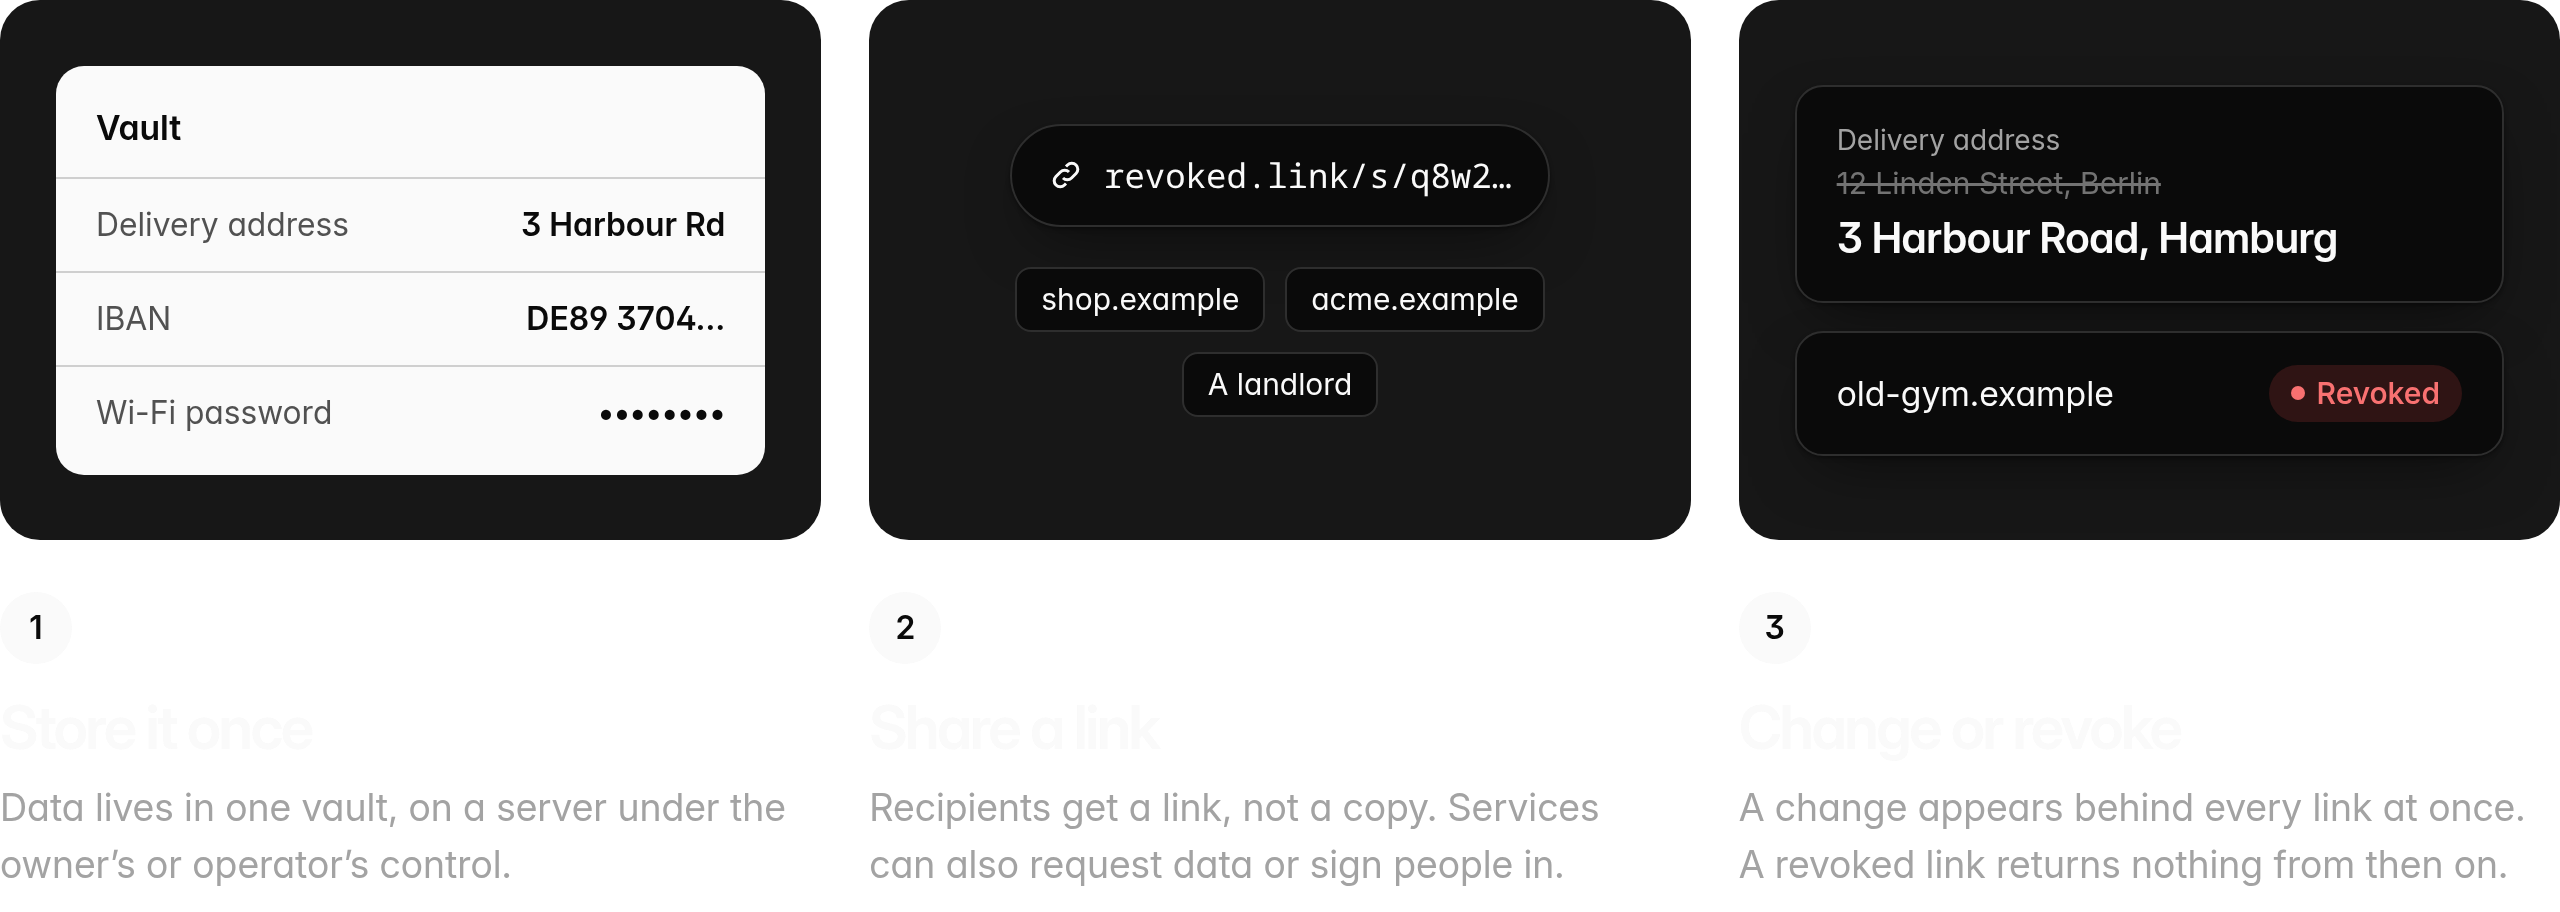 Vault
Delivery address 3 Harbour Rd
IBAN DE89 3704...
Wi-Fi password ••••••••
1
Store it once
Data lives in one vault, on a server under the
owner’s or operator’s control.
revoked.link/s/q8w2…
shop.example acme.example
A landlord
2
Share a link
Recipients get a link, not a copy. Services
can also request data or sign people in.
Delivery address
12 Linden Street, Berlin
3 Harbour Road, Hamburg
old-gym.example Revoked
3
Change or revoke
A change appears behind every link at once.
A revoked link returns nothing from then on.